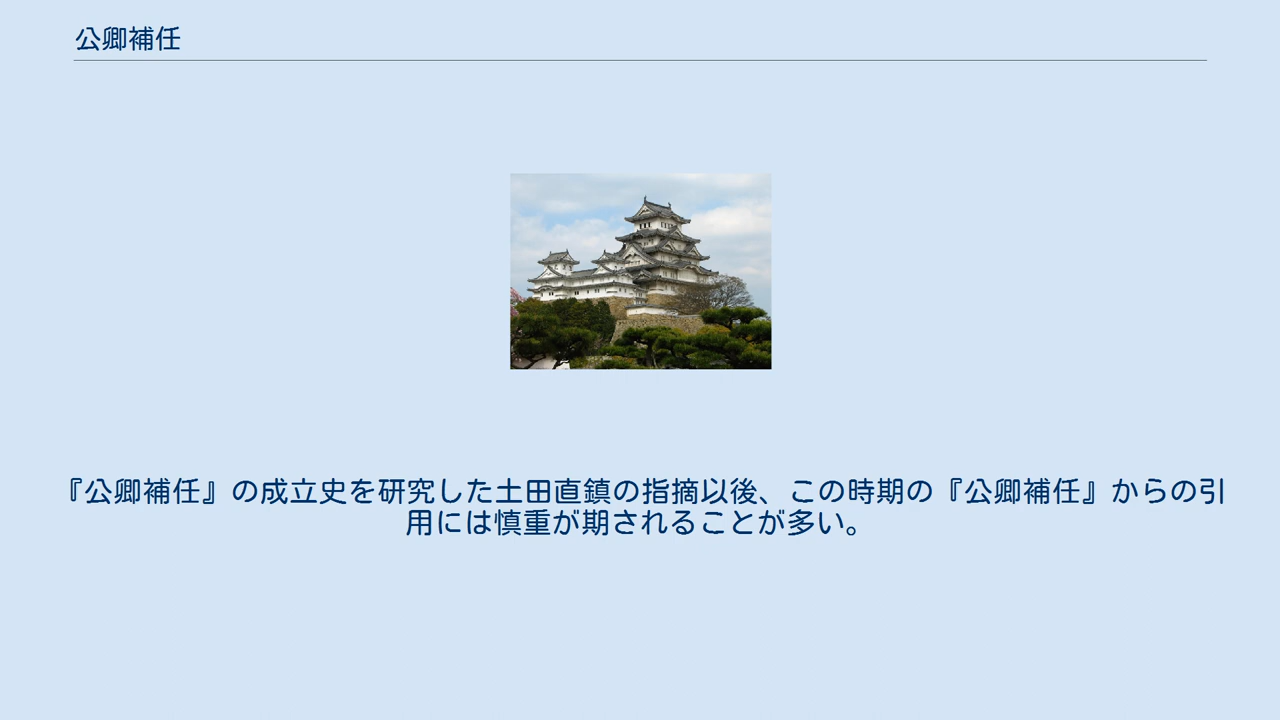 公卿補任
『公卿補任』の成立史を研究した土田直鎮の指摘以後、この時期の『公卿補任』からの引
用には慎重が期されることが多い。